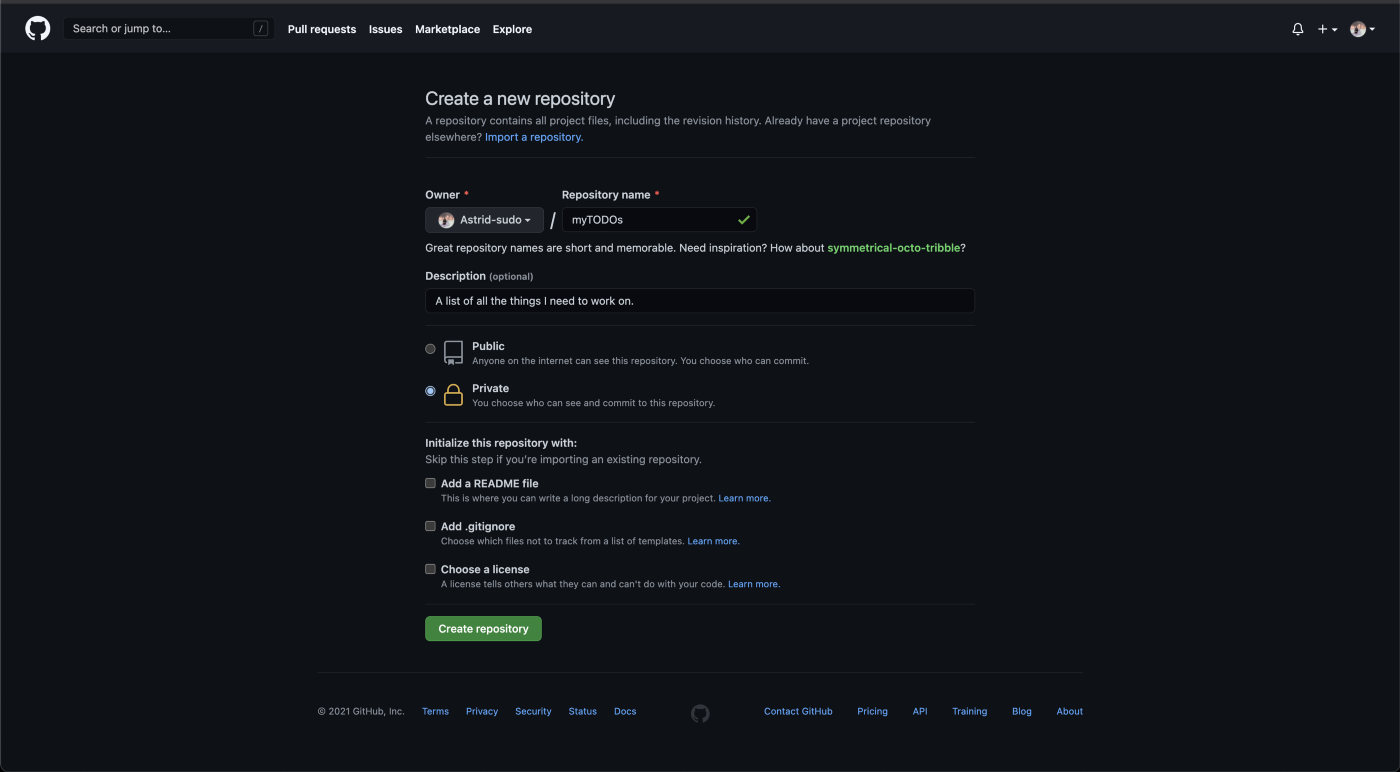 Search or jump to... /
Pull requests Issues Marketplace Explore
Create a new repository
A repository contains all project files, including the revision history. Already have a project repository
elsewhere? Import a repository.
Owner * Repository name *
Astrid-sudo / myTODOs
Great repository names are short and memorable. Need inspiration? How about symmetrical-octo-tribble?
Description (optional)
A list of all the things I need to work on.
Public
Anyone on the internet can see this repository. You choose who can commit.
Private
You choose who can see and commit to this repository.
Initialize this repository with:
Skip this step if you're importing an existing repository.
Add a README file
This is where you can write a long description for your project. Learn more.
Add .gitignore
Choose which files not to track from a list of templates. Learn more.
Choose a license
A license tells others what they can and can't do with your code. Learn more.
Create repository
© 2021 GitHub, Inc. Terms Privacy Security Status Docs Contact GitHub Pricing API Training Blog About